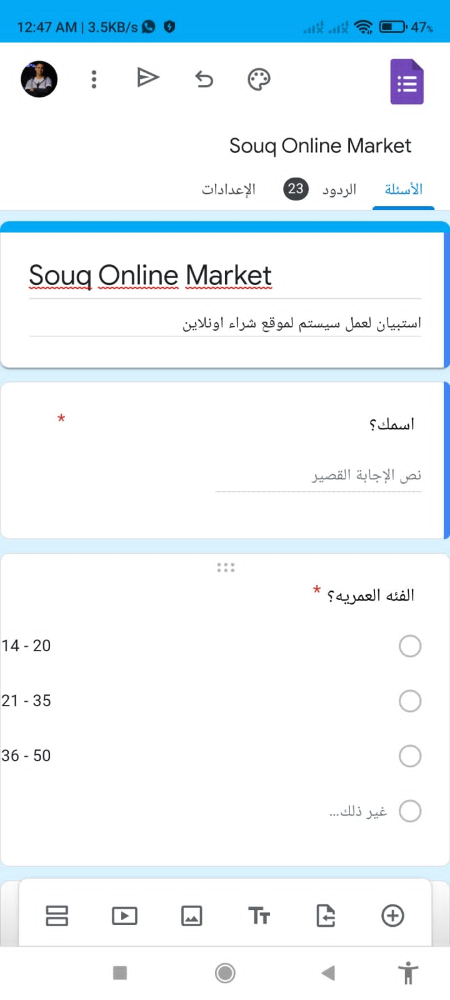 12:47 AM | 3.5KB/s 47%
Souq Online Market
الأسئلة الردود 23 الإعدادات
Souq Online Market
استبيان لعمل سيستم لموقع شراء اونلاين
اسمك؟ *
نص الإجابة القصير
الفئه العمريه؟ *
14 - 20
21 - 35
36 - 50
غير ذلك...
Tт